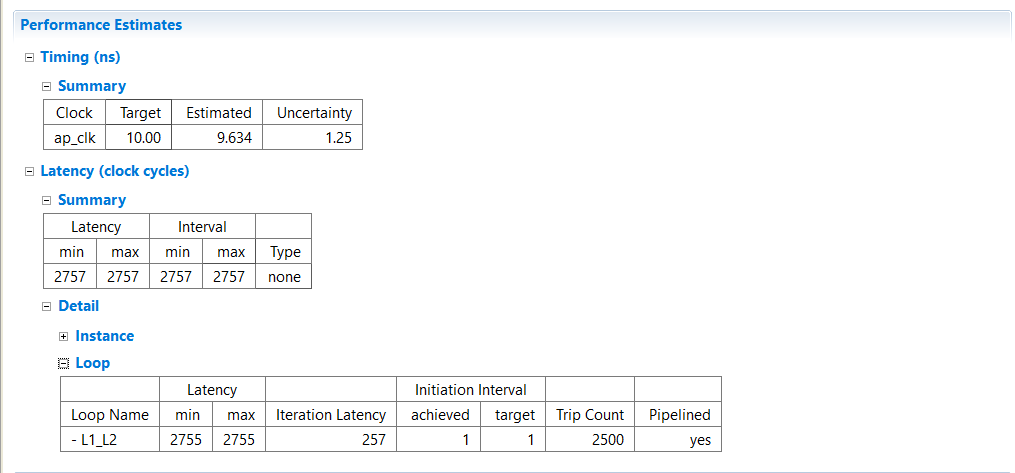 Performance Estimates
Timing (ns)
Summary
Clock Target Estimated Uncertainty
ap_clk 10.00 9.634 1.25
Latency (clock cycles)
Summary
Latency Interval
min max min max Type
2757 2757 2757 2757 none
Detail
Instance
Loop
Latency Initiation Interval
Loop Name min max Iteration Latency achieved target Trip Count Pipelined
- L1_L2 2755 2755 257 1 1 2500 yes